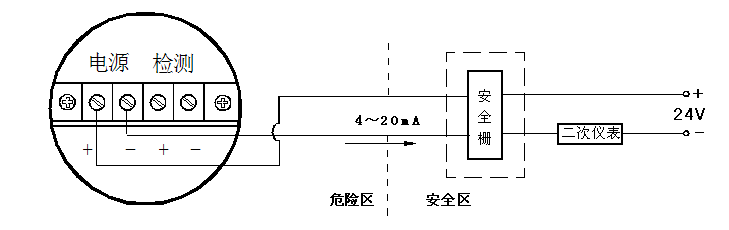 电源 检测
+ − + −
4～20mA
安全栅
二次仪表
+
24V
−
危险区 安全区